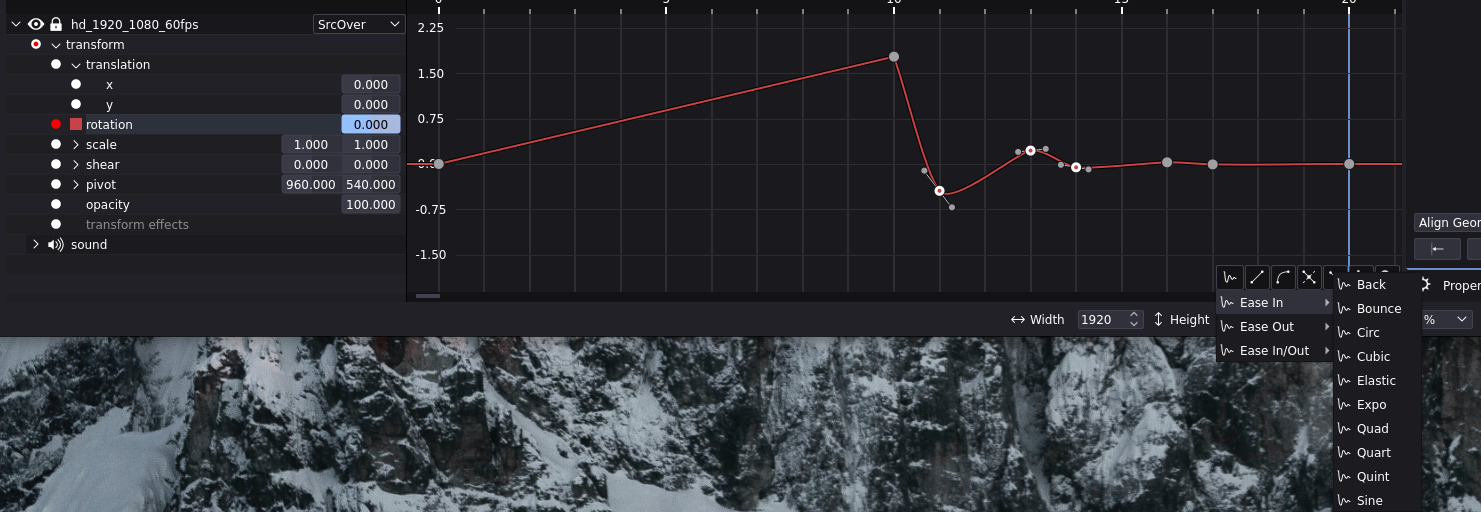 0 5 10 15 20
hd_1920_1080_60fps SrcOver
transform
translation
x 0.000
y 0.000
rotation 0.000
scale 1.000 1.000
shear 0.000 0.000
pivot 960.000 540.000
opacity 100.000
transform effects
sound
2.25
1.50
0.75
-0.75
-1.50
Align Geor
Proper
Width 1920 Height
%
Ease In
Ease Out
Ease In/Out
Back
Bounce
Circ
Cubic
Elastic
Expo
Quad
Quart
Quint
Sine